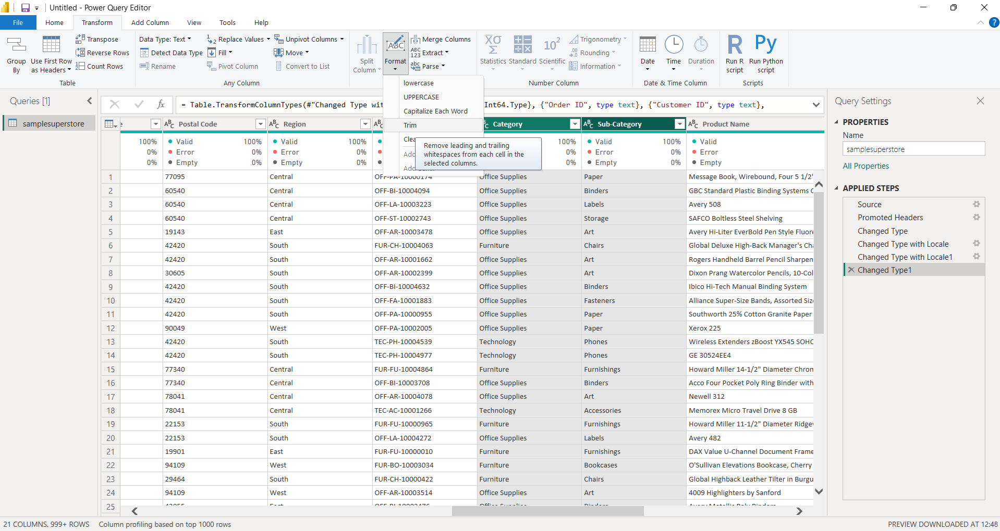 Untitled - Power Query Editor
File Home Transform Add Column View Tools Help
Group By
Use First Row as Headers
Transpose
Reverse Rows
Count Rows
Table
Data Type: Text
Detect Data Type
Rename
Replace Values
Fill
Pivot Column
Unpivot Columns
Move
Convert to List
Any Column
Split Column
Format
Merge Columns
Extract
Parse
Statistics
Standard
Scientific
Trigonometry
Rounding
Information
Number Column
Date
Time
Duration
Date & Time Column
Run R script
Run Python script
Scripts
lowercase
UPPERCASE
Capitalize Each Word
Trim
Remove leading and trailing
whitespaces from each cell in the
selected columns.
Queries [1]
samplesuperstore
= Table.TransformColumnTypes(#"Changed Type wit Int64.Type}, {"Order ID", type text}, {"Customer ID", type text},
Postal Code Region Category Sub-Category Product Name
100% Valid 100% Valid 100% 100% Valid 100% Valid
0% Error 0% Error 0% 0% Error 0% Error
0% Empty 0% Empty 0% 0% Empty 0% Empty
1 77095 Central OFF-PA-10000174 Office Supplies Paper Message Book, Wirebound, Four 5 1/2"
2 60540 Central OFF-BI-10004094 Office Supplies Binders GBC Standard Plastic Binding Systems
3 60540 Central OFF-LA-10003223 Office Supplies Labels Avery 508
4 60540 Central OFF-ST-10002743 Office Supplies Storage SAFCO Boltless Steel Shelving
5 19143 East OFF-AR-10003478 Office Supplies Art Avery Hi-Liter EverBold Pen Style Fluore
6 42420 South FUR-CH-10004063 Furniture Chairs Global Deluxe High-Back Manager's Cha
7 42420 South OFF-AR-10001662 Office Supplies Art Rogers Handheld Barrel Pencil Sharpen
8 30605 South OFF-AR-10002399 Office Supplies Art Dixon Prang Watercolor Pencils, 10-Col
9 42420 South OFF-BI-10004632 Office Supplies Binders Ibico Hi-Tech Manual Binding System
10 42420 South OFF-FA-10001883 Office Supplies Fasteners Alliance Super-Size Bands, Assorted Siz
11 42420 South OFF-PA-10000955 Office Supplies Paper Southworth 25% Cotton Granite Paper
12 90049 West OFF-PA-10002005 Office Supplies Paper Xerox 225
13 42420 South TEC-PH-10004539 Technology Phones Wireless Extenders zBoost YX545 SOHO
14 42420 South TEC-PH-10004977 Technology Phones GE 30524EE4
15 77340 Central FUR-FU-10004864 Furniture Furnishings Howard Miller 14-1/2" Diameter Chrom
16 77340 Central OFF-BI-10003708 Office Supplies Binders Acco Four Pocket Poly Ring Binder with
17 78041 Central OFF-AR-10004078 Office Supplies Art Newell 312
18 78041 Central TEC-AC-10001266 Technology Accessories Memorex Micro Travel Drive 8 GB
19 22153 South FUR-FU-10000965 Furniture Furnishings Howard Miller 11-1/2" Diameter Ridgew
20 22153 South OFF-LA-10004272 Office Supplies Labels Avery 482
21 19901 East FUR-FU-10000010 Furniture Furnishings DAX Value U-Channel Document Frame
22 94109 West FUR-BO-10003034 Furniture Bookcases O'Sullivan Elevations Bookcase, Cherry
23 29464 South FUR-CH-10000422 Furniture Chairs Global Highback Leather Tilter in Burgu
24 94109 West OFF-AR-10003514 Office Supplies Art 4009 Highlighters by Sanford
25
Query Settings
PROPERTIES
Name
samplesuperstore
All Properties
APPLIED STEPS
Source
Promoted Headers
Changed Type
Changed Type with Locale
Changed Type with Locale1
Changed Type1
21 COLUMNS, 999+ ROWS Column profiling based on top 1000 rows PREVIEW DOWNLOADED AT 12:48